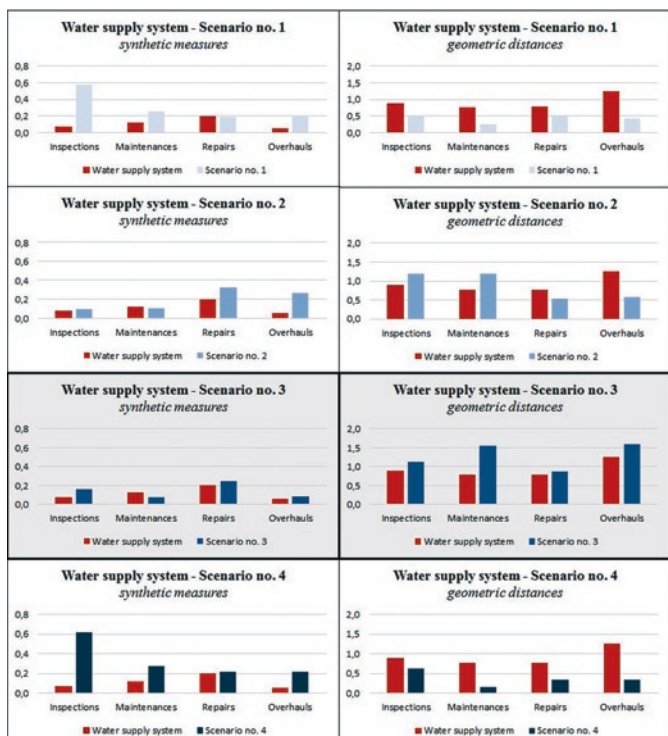 Water supply system - Scenario no. 1
synthetic measures
0,8
0,6
0,4
0,2
0,0
Inspections Maintenances Repairs Overhauls
Water supply system Scenario no. 1
Water supply system - Scenario no. 1
geometric distances
2,0
1,5
1,0
0,5
0,0
Inspections Maintenances Repairs Overhauls
Water supply system Scenario no. 1
Water supply system - Scenario no. 2
synthetic measures
0,8
0,6
0,4
0,2
0,0
Inspections Maintenances Repairs Overhauls
Water supply system Scenario no. 2
Water supply system - Scenario no. 2
geometric distances
2,0
1,5
1,0
0,5
0,0
Inspections Maintenances Repairs Overhauls
Water supply system Scenario no. 2
Water supply system - Scenario no. 3
synthetic measures
0,8
0,6
0,4
0,2
0,0
Inspections Maintenances Repairs Overhauls
Water supply system Scenario no. 3
Water supply system - Scenario no. 3
geometric distances
2,0
1,5
1,0
0,5
0,0
Inspections Maintenances Repairs Overhauls
Water supply system Scenario no. 3
Water supply system - Scenario no. 4
synthetic measures
0,8
0,6
0,4
0,2
0,0
Inspections Maintenances Repairs Overhauls
Water supply system Scenario no. 4
Water supply system - Scenario no. 4
geometric distances
2,0
1,5
1,0
0,5
0,0
Inspections Maintenances Repairs Overhauls
Water supply system Scenario no. 4